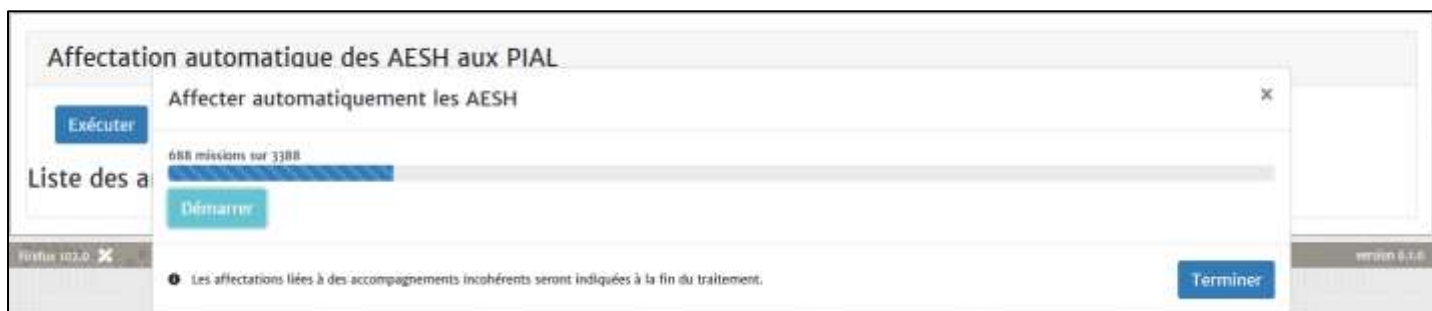 Affectation automatique des AESH aux PIAL
Affecter automatiquement les AESH
×
Exécuter
688 missions sur 3388
Liste des a
Démarrer
Firefox 102.0
version 6.1.0
Les affectations liées à des accompagnements incohérents seront indiquées à la fin du traitement.
Terminer